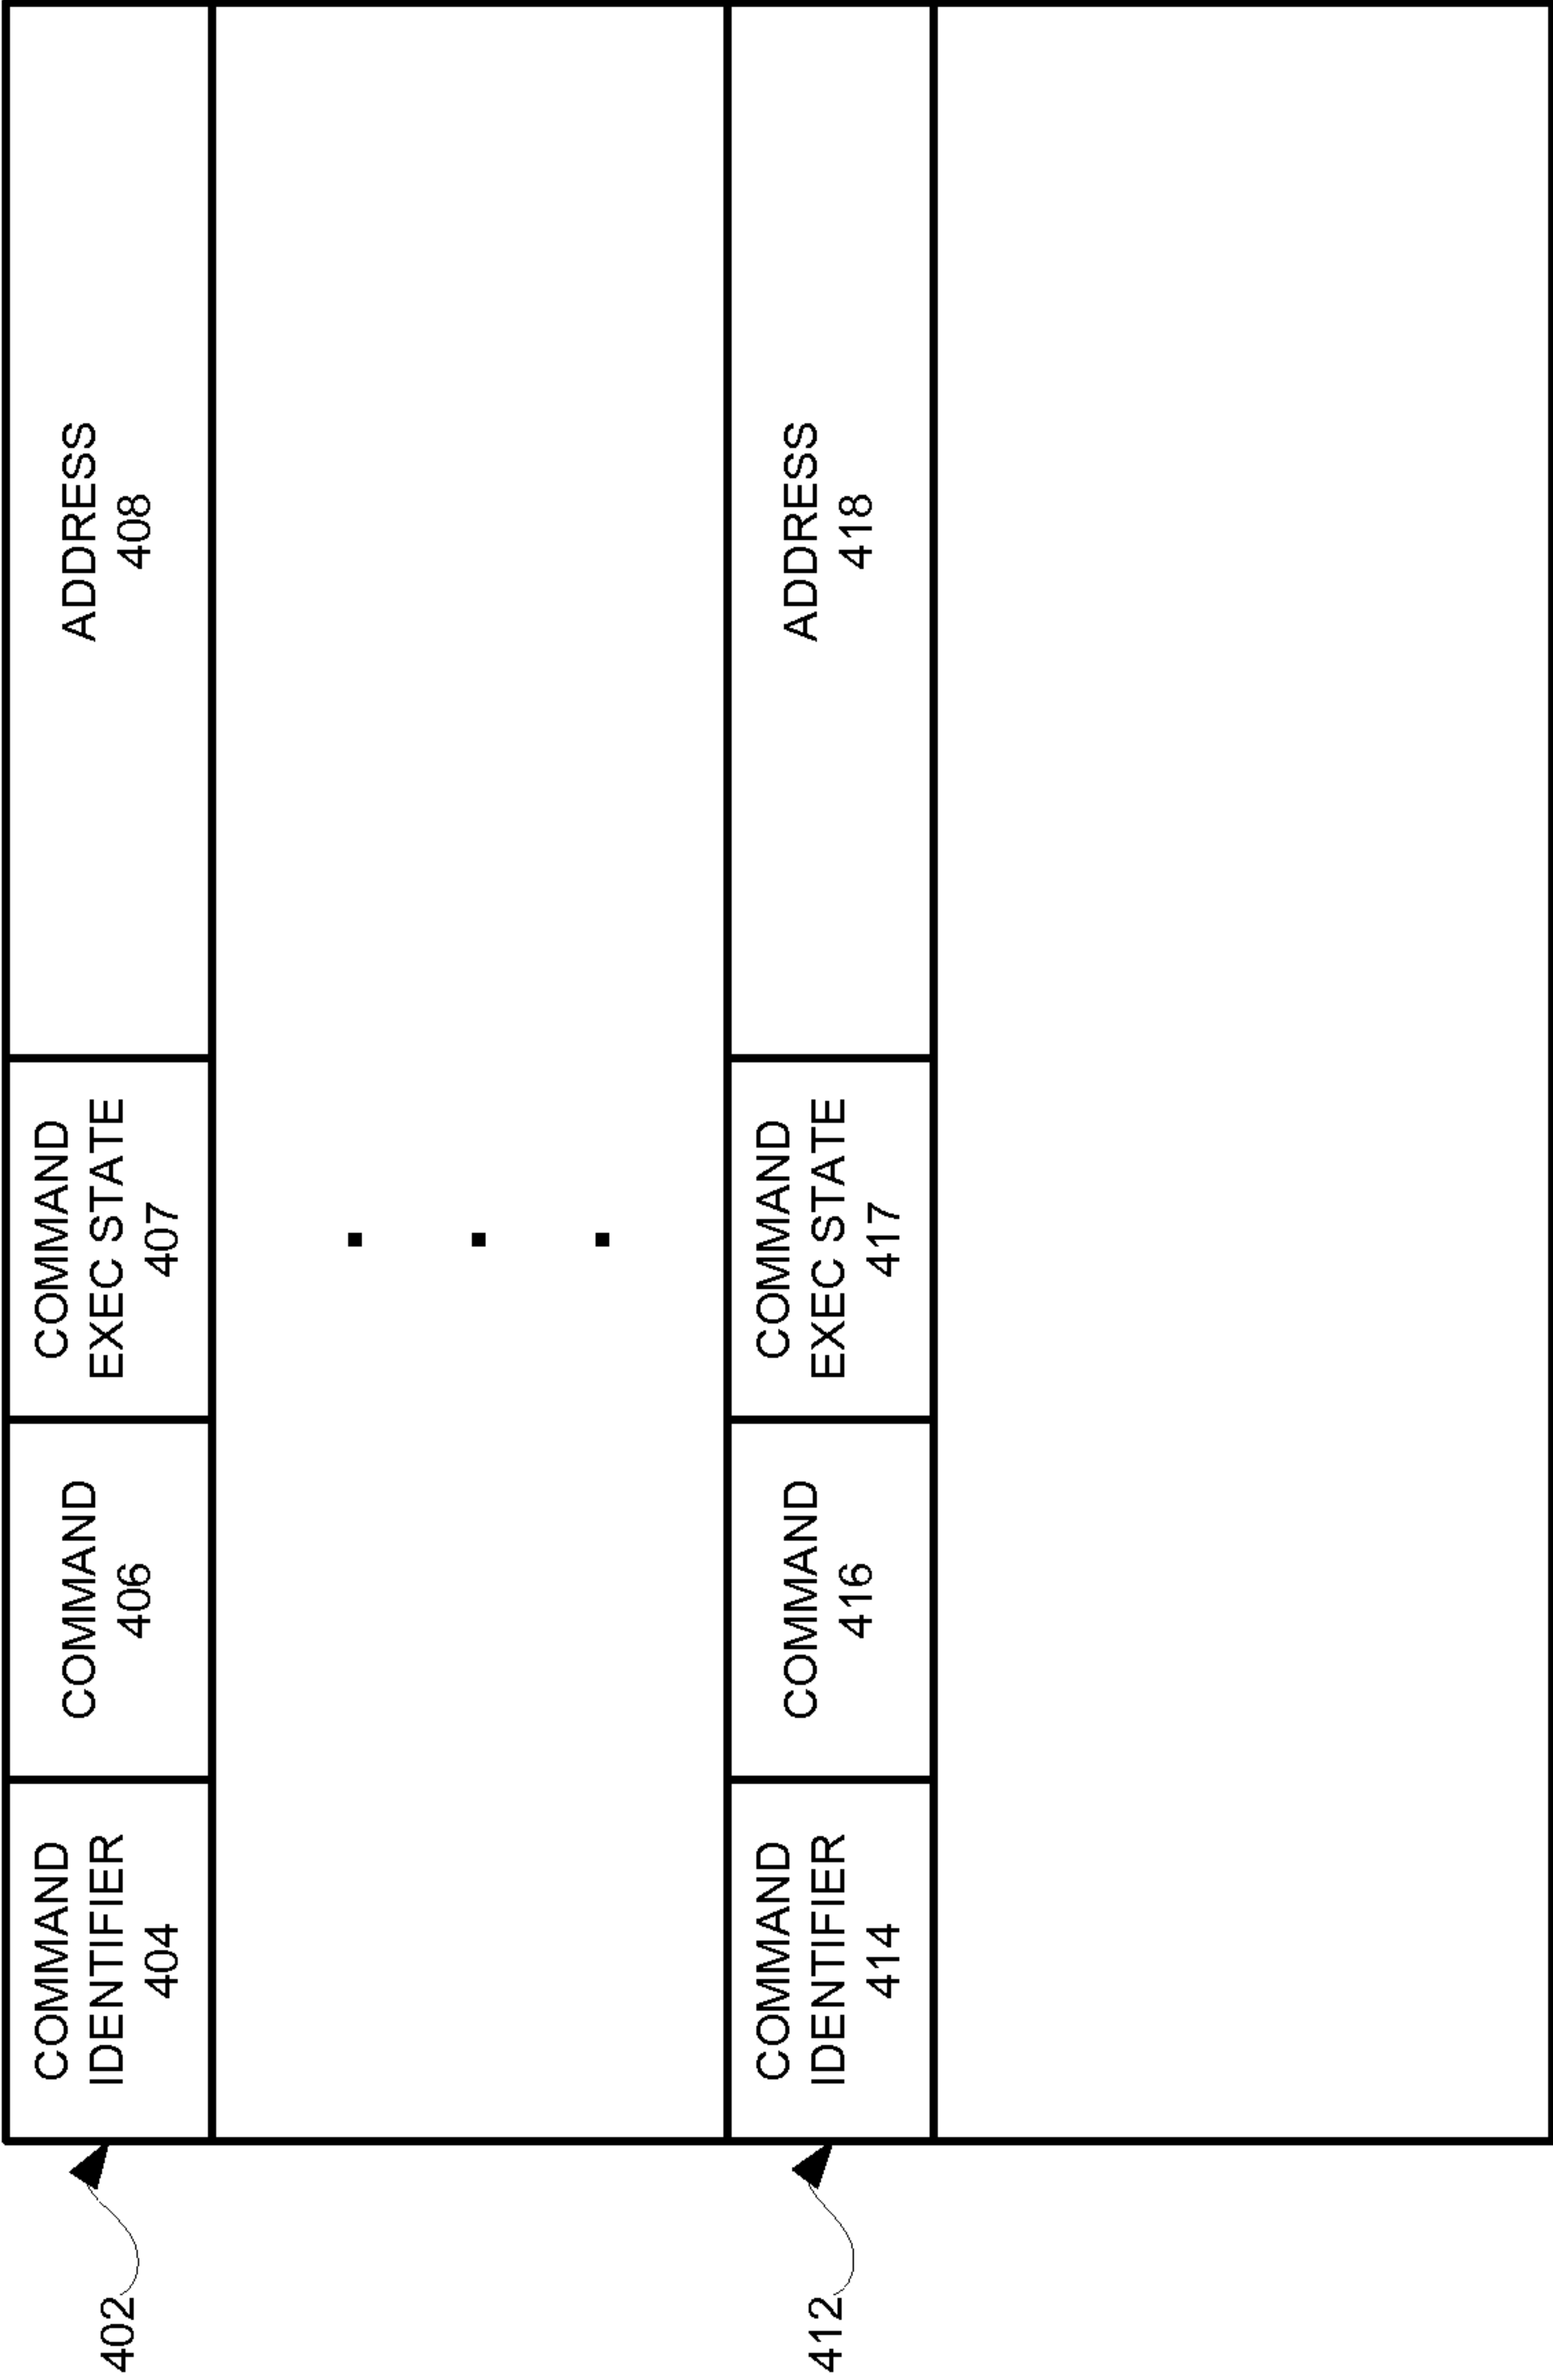 402
COMMAND
IDENTIFIER
404
COMMAND
406
COMMAND
EXEC STATE
407
ADDRESS
408
412
COMMAND
IDENTIFIER
414
COMMAND
416
COMMAND
EXEC STATE
417
ADDRESS
418